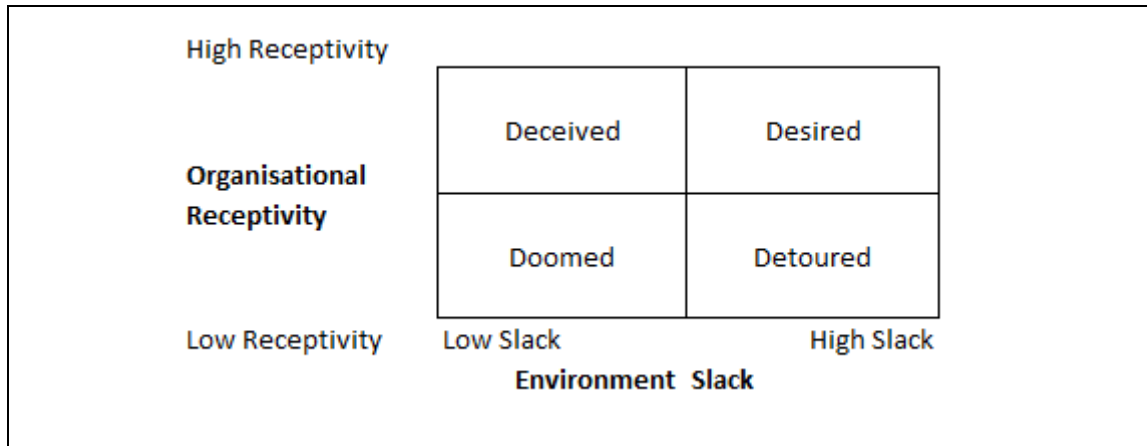 High Receptivity
Deceived Desired
Organisational
Receptivity
Doomed Detoured
Low Receptivity Low Slack High Slack
Environment Slack